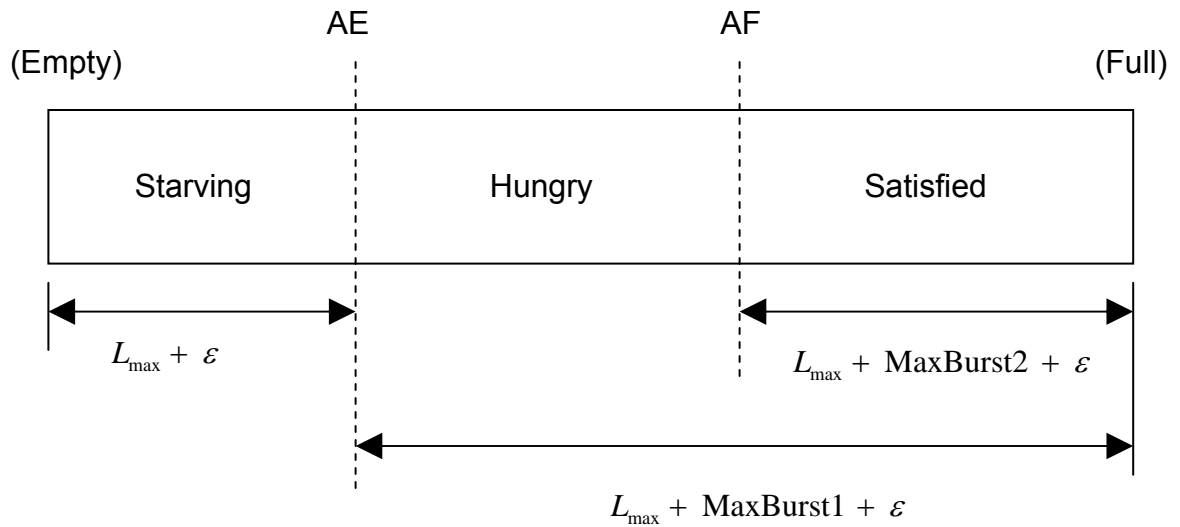 AE AF
(Empty) (Full)
Starving Hungry Satisfied
L_max + ε L_max + MaxBurst2 + ε
L_max + MaxBurst1 + ε